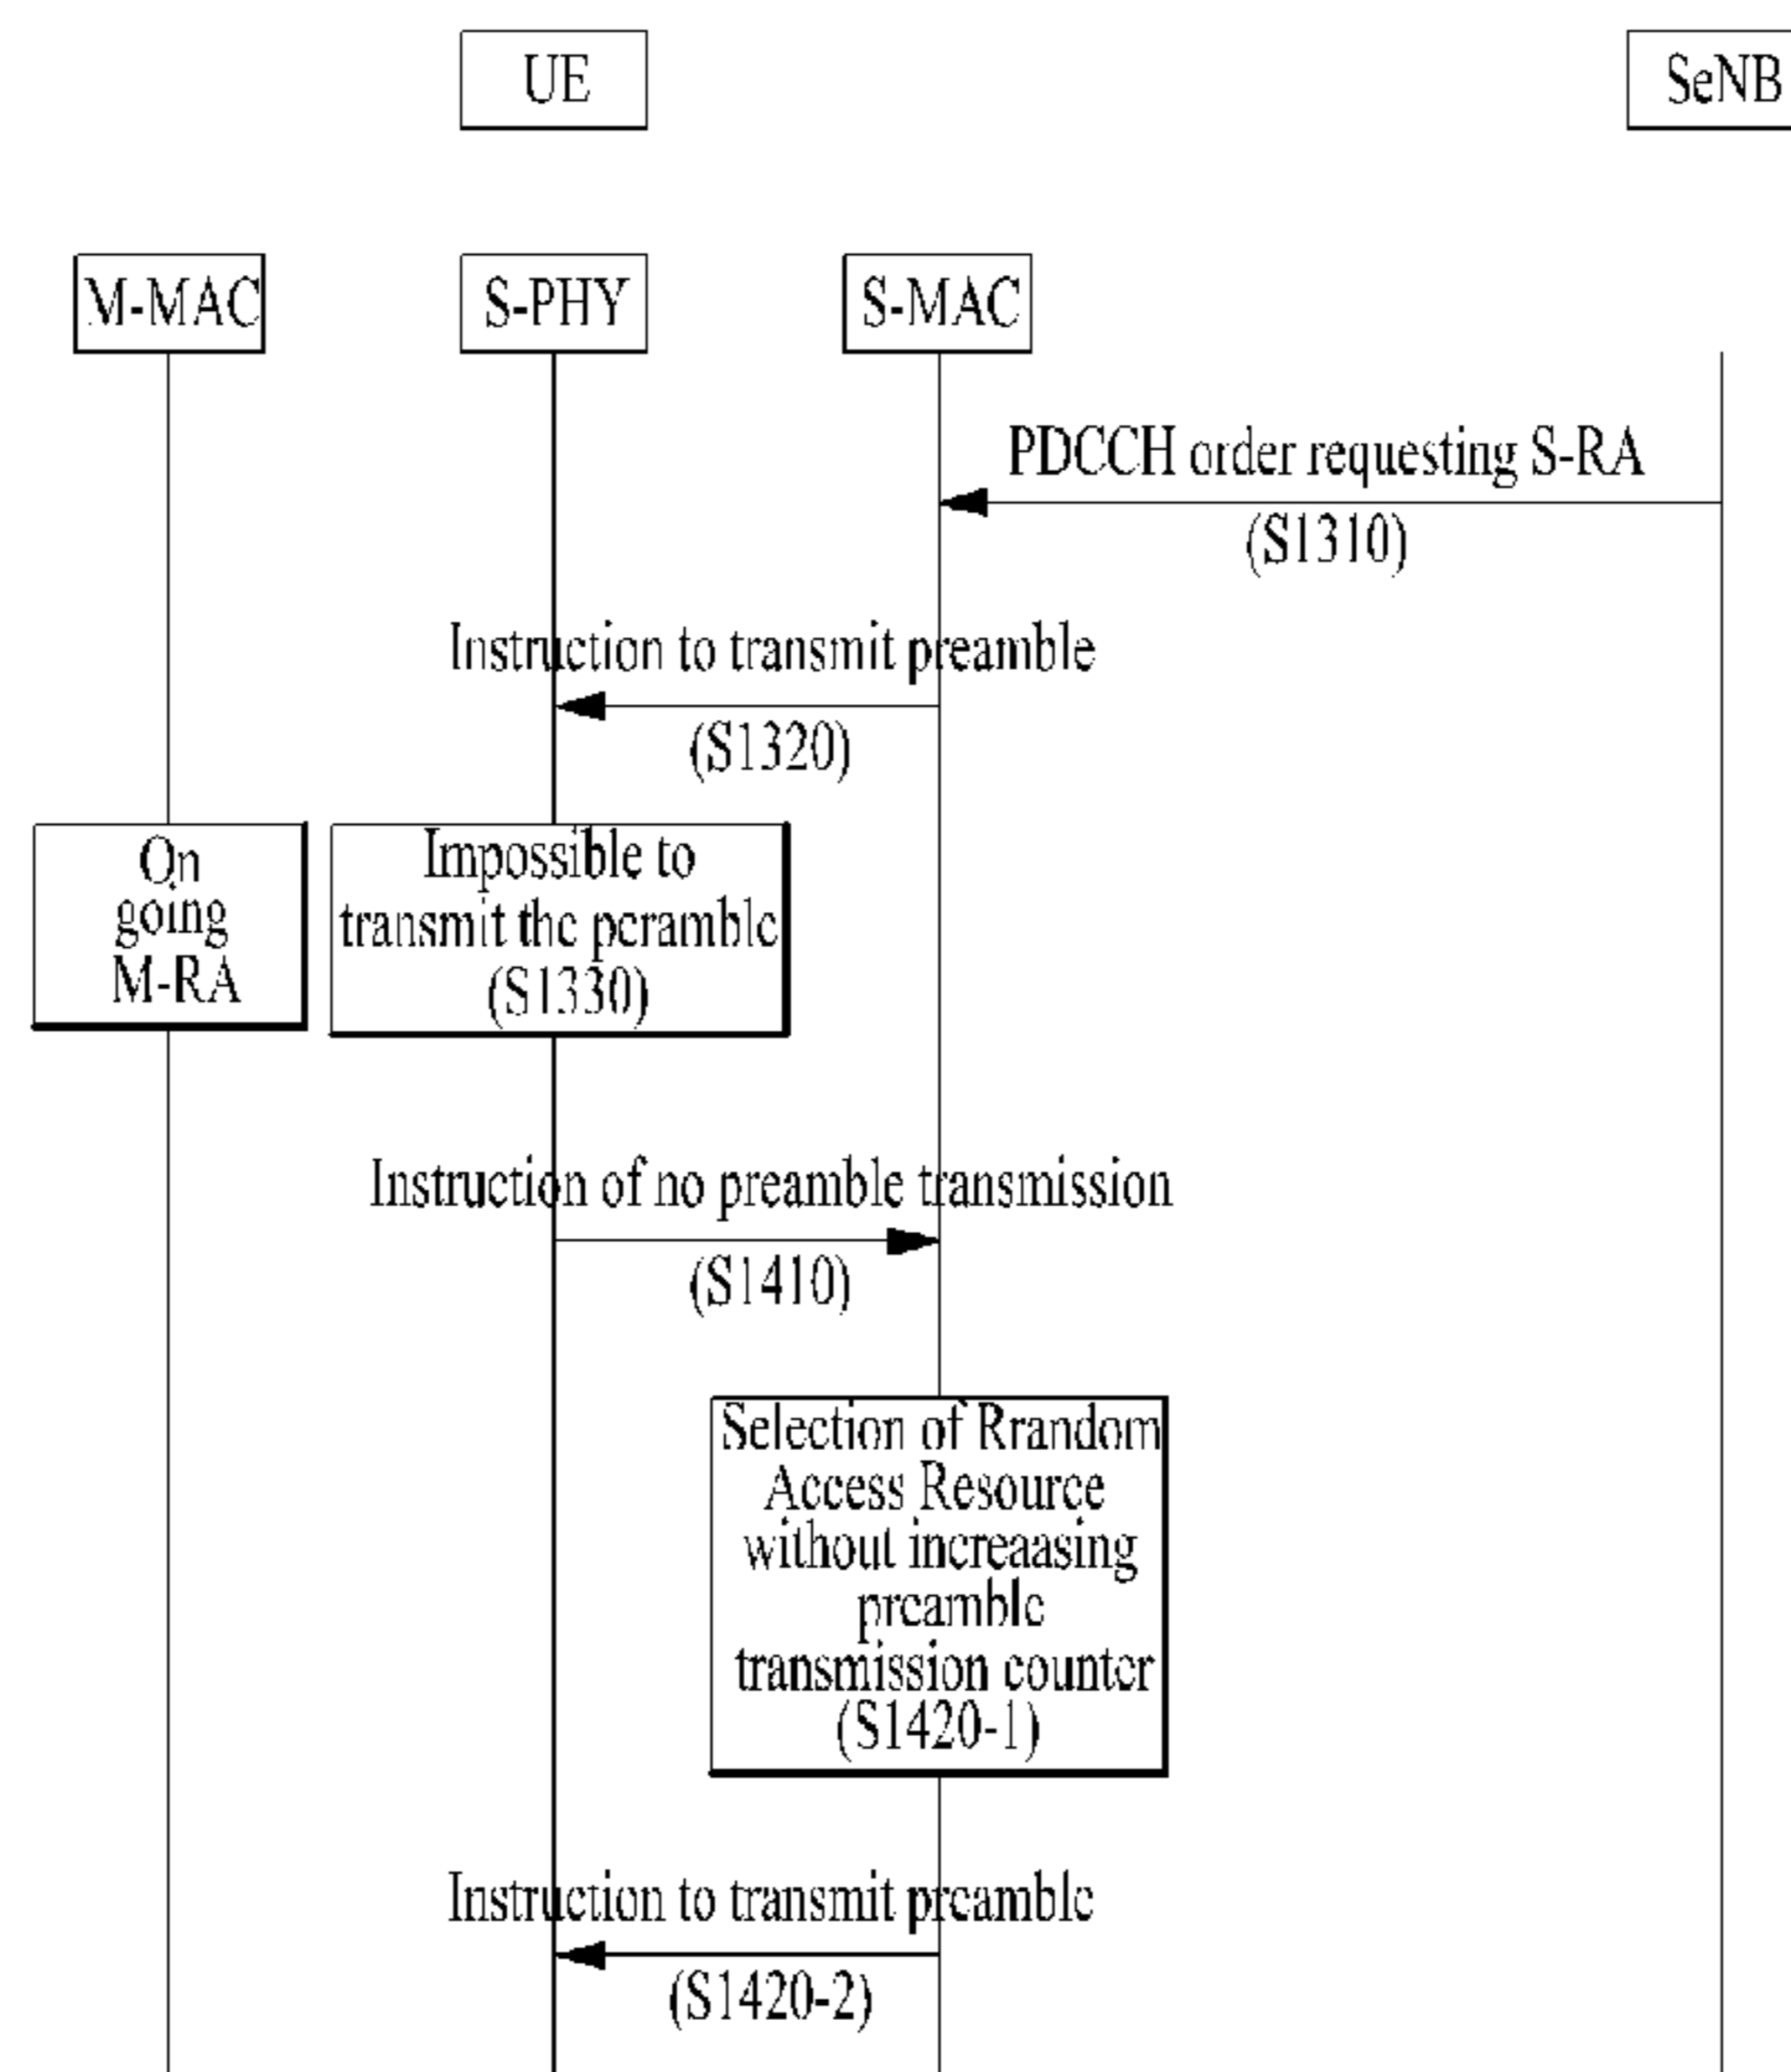 UE
SeNB
M-MAC
S-PHY
S-MAC
PDCCH order requesting S-RA
(S1310)
Instruction to transmit preamble
(S1320)
On
going
M-RA
Impossible to
transmit the peramble
(S1330)
Instruction of no preamble transmission
(S1410)
Selection of Rrandom
Access Resource
without increaasing
preamble
transmission counter
(S1420-1)
Instruction to transmit preamble
(S1420-2)